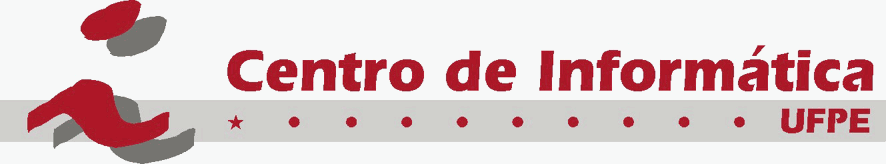 Centro de Informática
UFPE